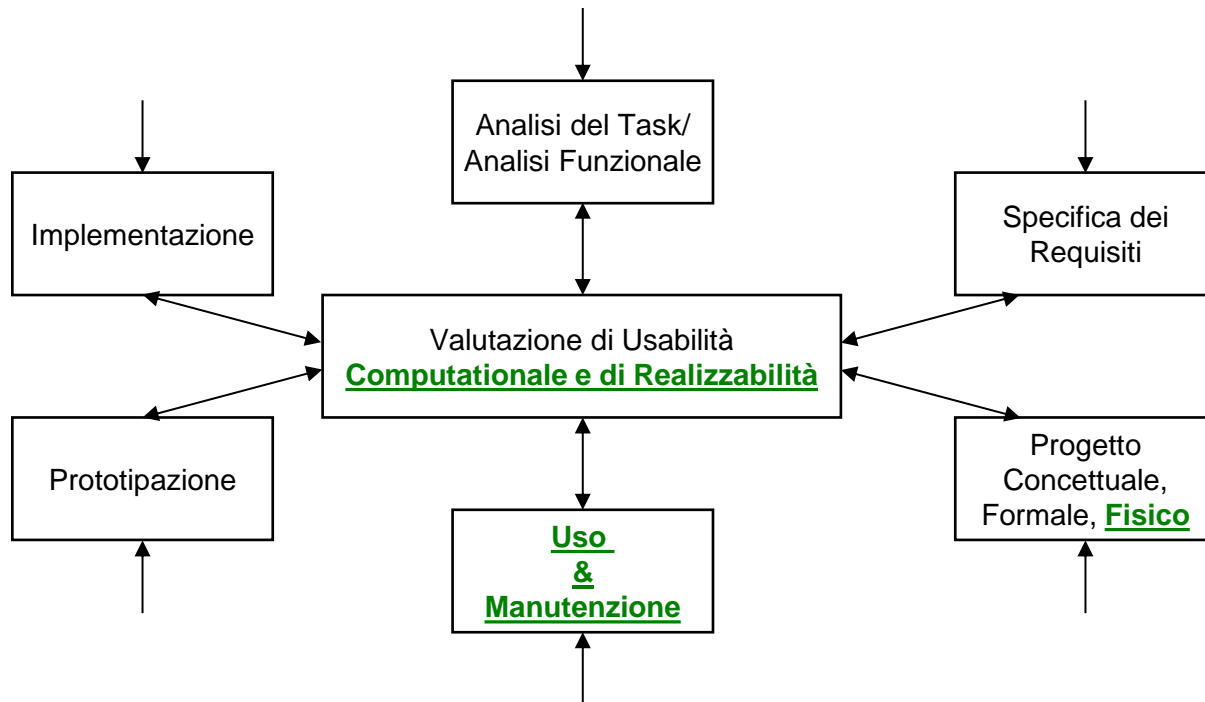 Analisi del Task/
Analisi Funzionale
Implementazione
Specifica dei
Requisiti
Valutazione di Usabilità
Computationale e di Realizzabilità
Prototipazione
Progetto
Concettuale,
Formale, Fisico
Uso
&
Manutenzione